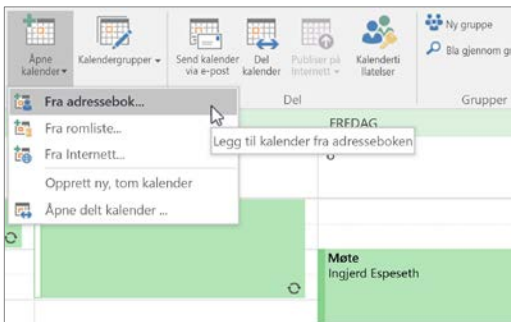 Åpne
kalender
Kalendergrupper
Send kalender
via e-post
Del
kalender
Publiser på
Internett
Kalenderti
llatelser
Ny gruppe
Bla gjennom g
Del
Grupper
Fra adressebok...
Fra romliste...
Fra Internett...
Opprett ny, tom kalender
Åpne delt kalender ...
FREDAG
Legg til kalender fra adresseboken
Møte
Ingjerd Espeseth